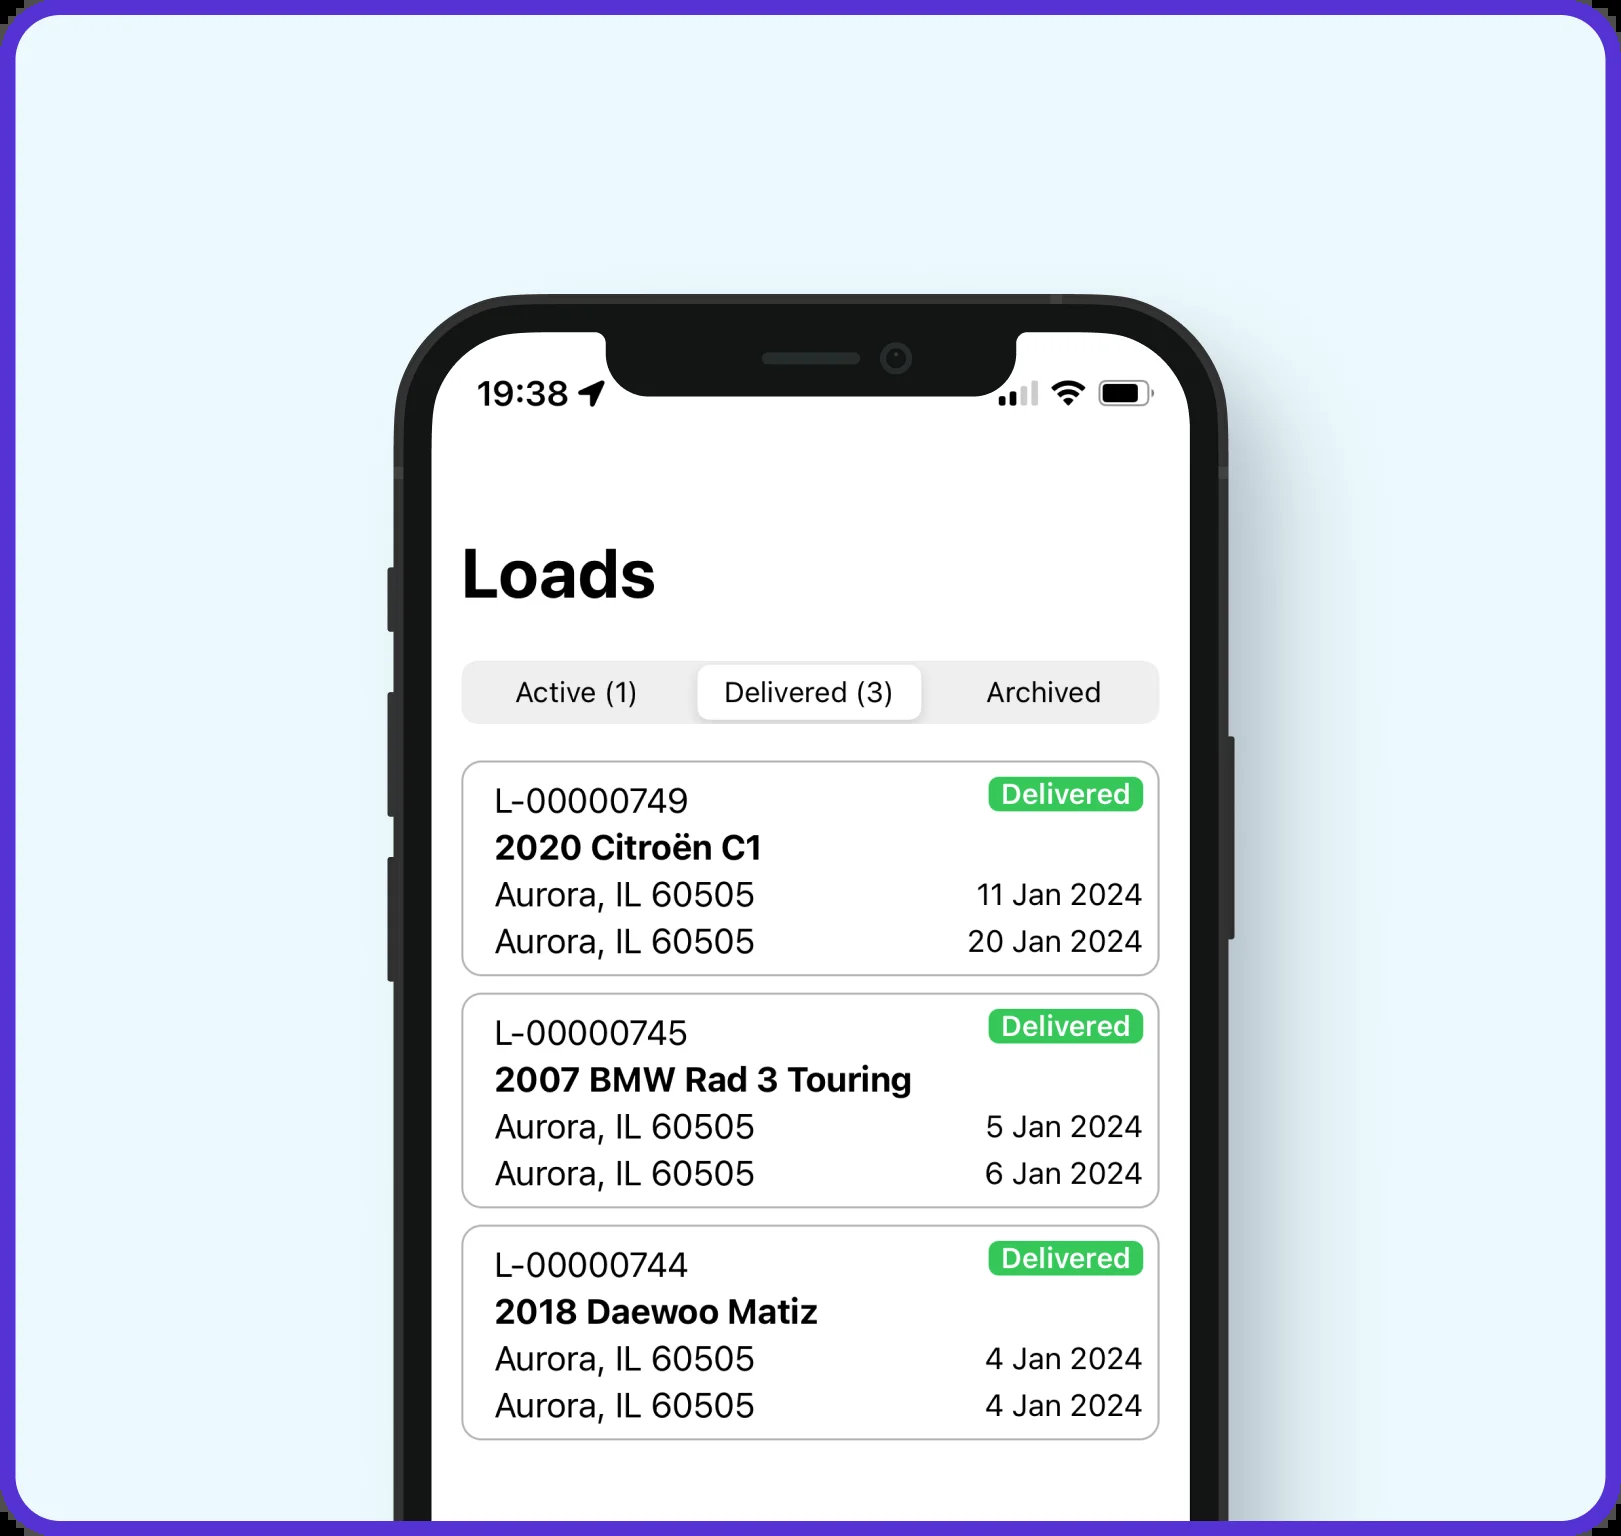 19:38
Loads
Active (1) Delivered (3) Archived
L-00000749 Delivered
2020 Citroën C1
Aurora, IL 60505 11 Jan 2024
Aurora, IL 60505 20 Jan 2024
L-00000745 Delivered
2007 BMW Rad 3 Touring
Aurora, IL 60505 5 Jan 2024
Aurora, IL 60505 6 Jan 2024
L-00000744 Delivered
2018 Daewoo Matiz
Aurora, IL 60505 4 Jan 2024
Aurora, IL 60505 4 Jan 2024